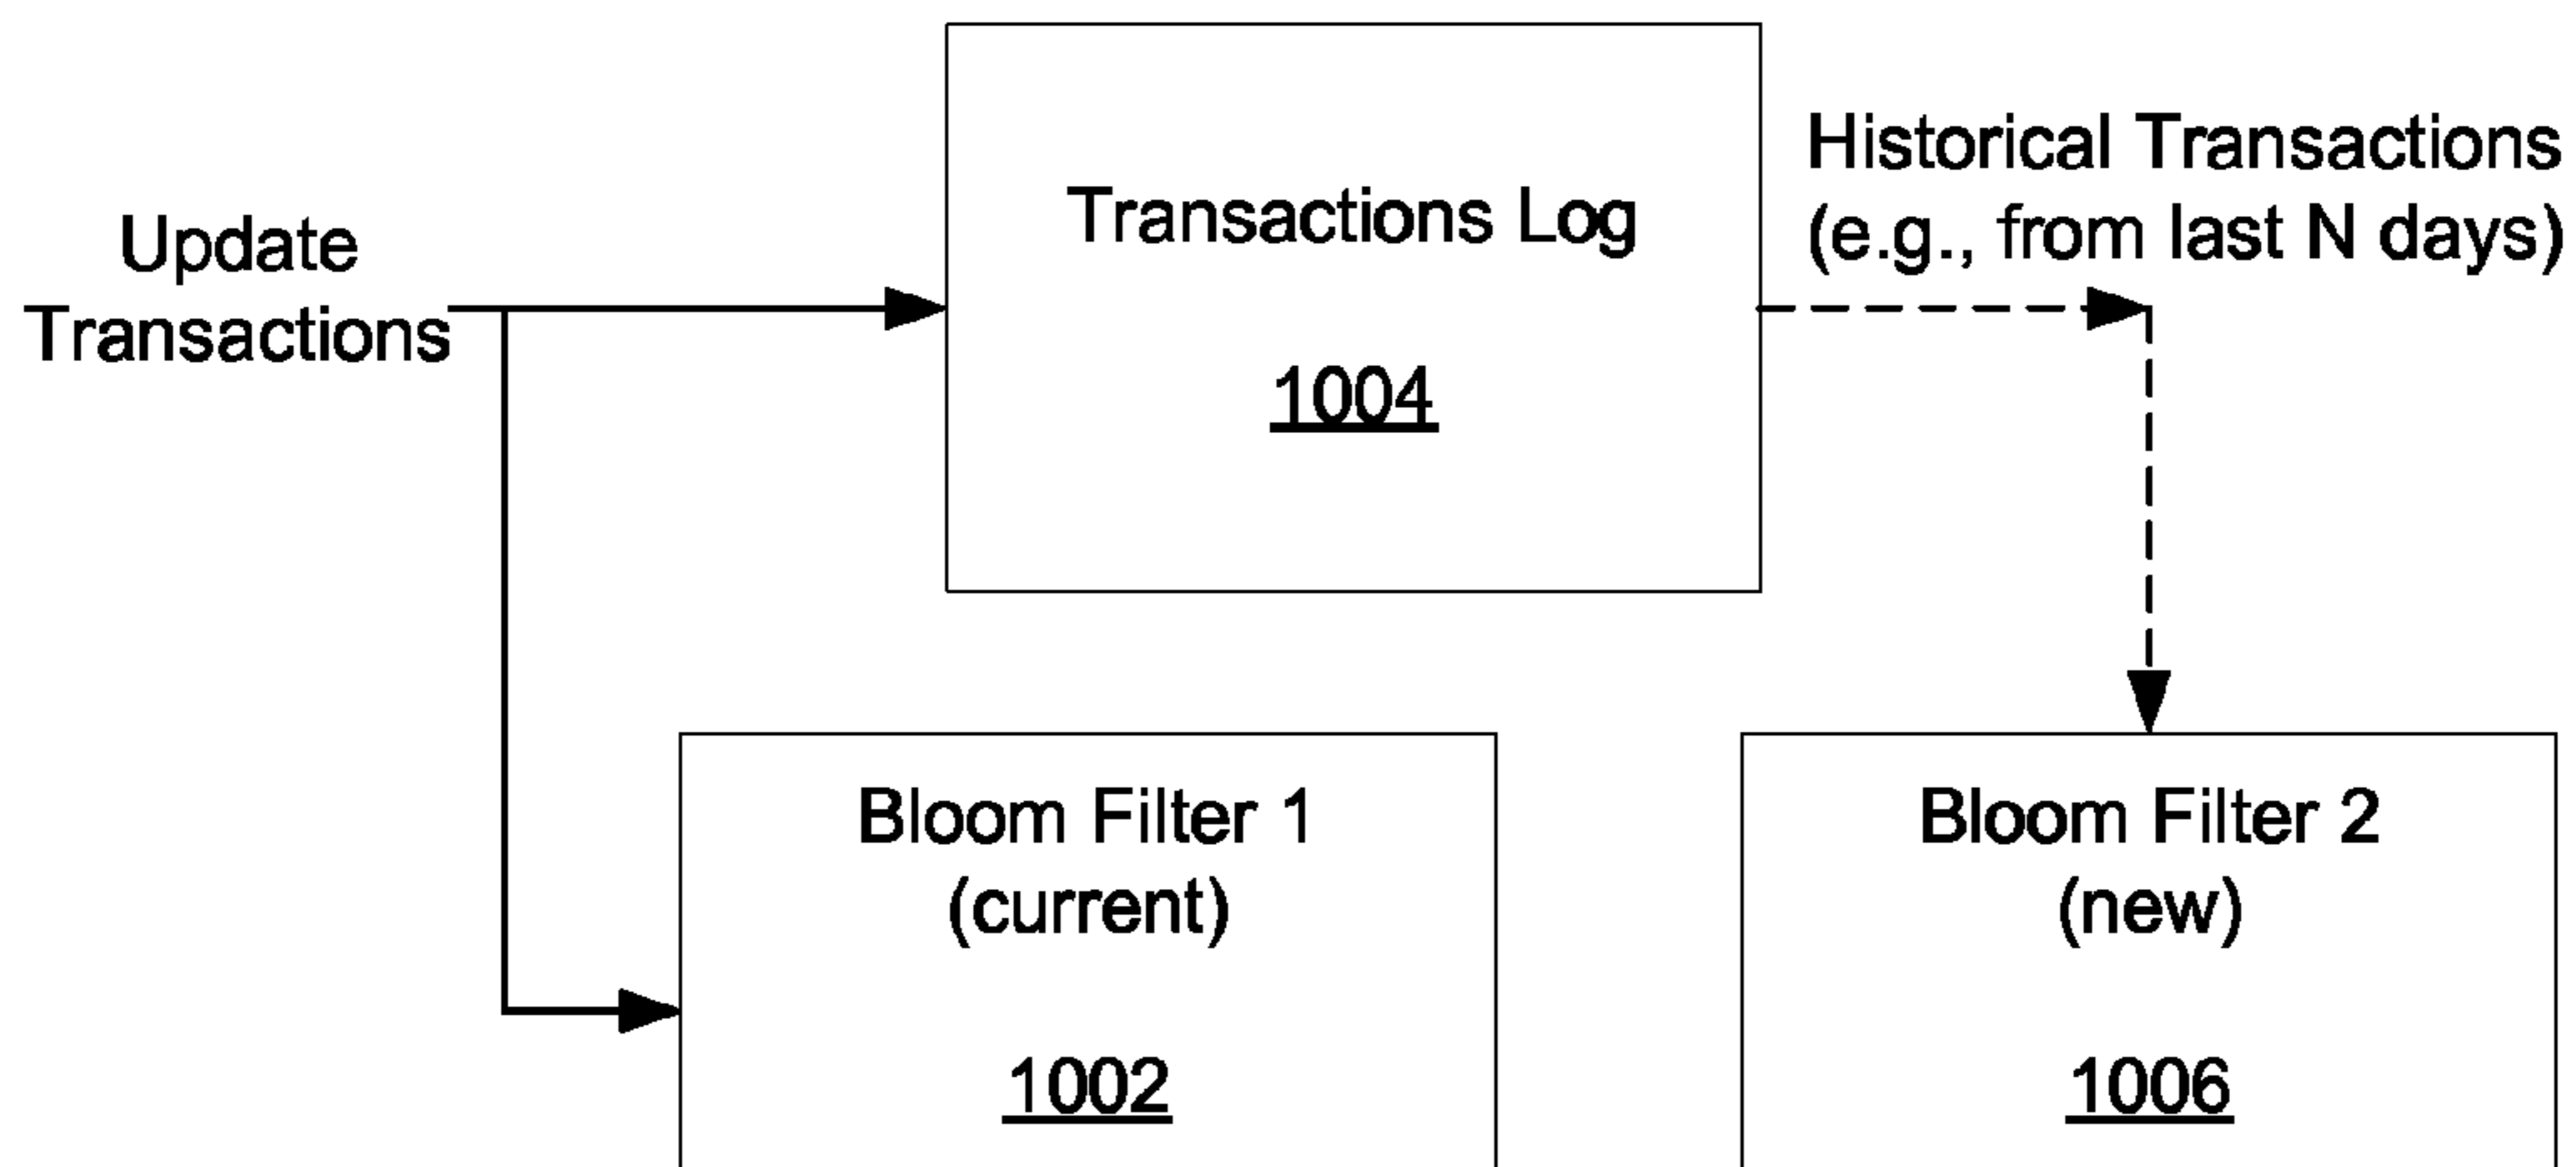 Update
Transactions
Transactions Log
1004
Historical Transactions
(e.g., from last N days)
Bloom Filter 1
(current)
1002
Bloom Filter 2
(new)
1006